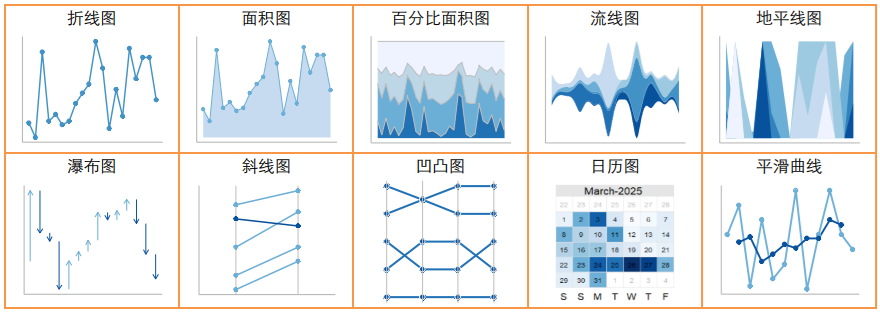 折线图
面积图
百分比面积图
流线图
地平线图
瀑布图
斜线图
凹凸图
日历图
平滑曲线
March-2025
22 23 24 25 26 27 28
1 2 3 4 5 6 7
8 9 10 11 12 13 14
15 16 17 18 19 20 21
22 23 24 25 26 27 28
29 30 31 1 2 3 4
S S M T W T F